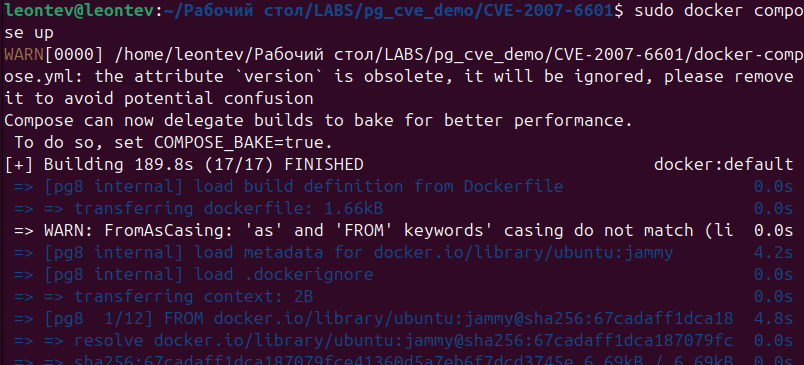 leontev@leontev:~/Рабочий стол/LABS/pg_cve_demo/CVE-2007-6601$ sudo docker compo
se up
WARN[0000] /home/leontev/Рабочий стол/LABS/pg_cve_demo/CVE-2007-6601/docker-comp
ose.yml: the attribute `version` is obsolete, it will be ignored, please remove
it to avoid potential confusion
Compose can now delegate builds to bake for better performance.
 To do so, set COMPOSE_BAKE=true.
[+] Building 189.8s (17/17) FINISHED docker:default
 => [pg8 internal] load build definition from Dockerfile 0.0s
 => => transferring dockerfile: 1.66kB 0.0s
 => WARN: FromAsCasing: 'as' and 'FROM' keywords' casing do not match (li 0.0s
 => [pg8 internal] load metadata for docker.io/library/ubuntu:jammy 4.2s
 => [pg8 internal] load .dockerignore 0.0s
 => => transferring context: 2B 0.0s
 => [pg8 1/12] FROM docker.io/library/ubuntu:jammy@sha256:67cadaff1dca18 4.8s
 => => resolve docker.io/library/ubuntu:jammy@sha256:67cadaff1dca187079fc 0.0s
 => => sha256:67cadaff1dca187079fce41360d5a7eb6f7dcd3745e 6.69kB / 6.69kB 0.0s